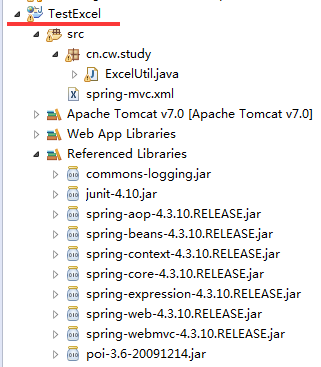 TestExcel
src
cn.cw.study
ExcelUtil.java
spring-mvc.xml
Apache Tomcat v7.0 [Apache Tomcat v7.0]
Web App Libraries
Referenced Libraries
commons-logging.jar
junit-4.10.jar
spring-aop-4.3.10.RELEASE.jar
spring-beans-4.3.10.RELEASE.jar
spring-context-4.3.10.RELEASE.jar
spring-core-4.3.10.RELEASE.jar
spring-expression-4.3.10.RELEASE.jar
spring-web-4.3.10.RELEASE.jar
spring-webmvc-4.3.10.RELEASE.jar
poi-3.6-20091214.jar